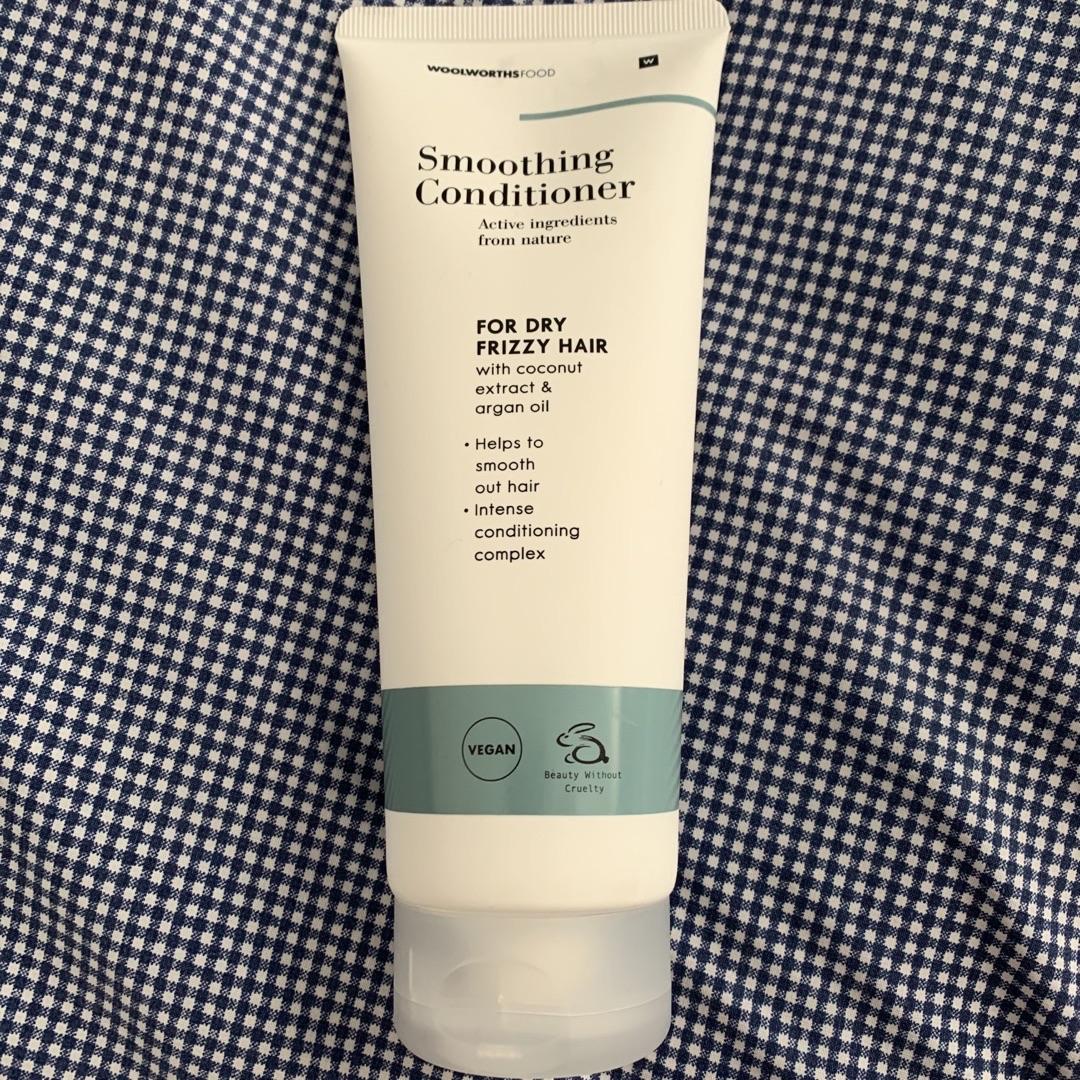 WOOLWORTHSFOOD
W
Smoothing
Conditioner
Active ingredients
from nature
FOR DRY
FRIZZY HAIR
with coconut
extract &
argan oil
• Helps to
smooth
out hair
• Intense
conditioning
complex
VEGAN
Beauty Without
Cruelty